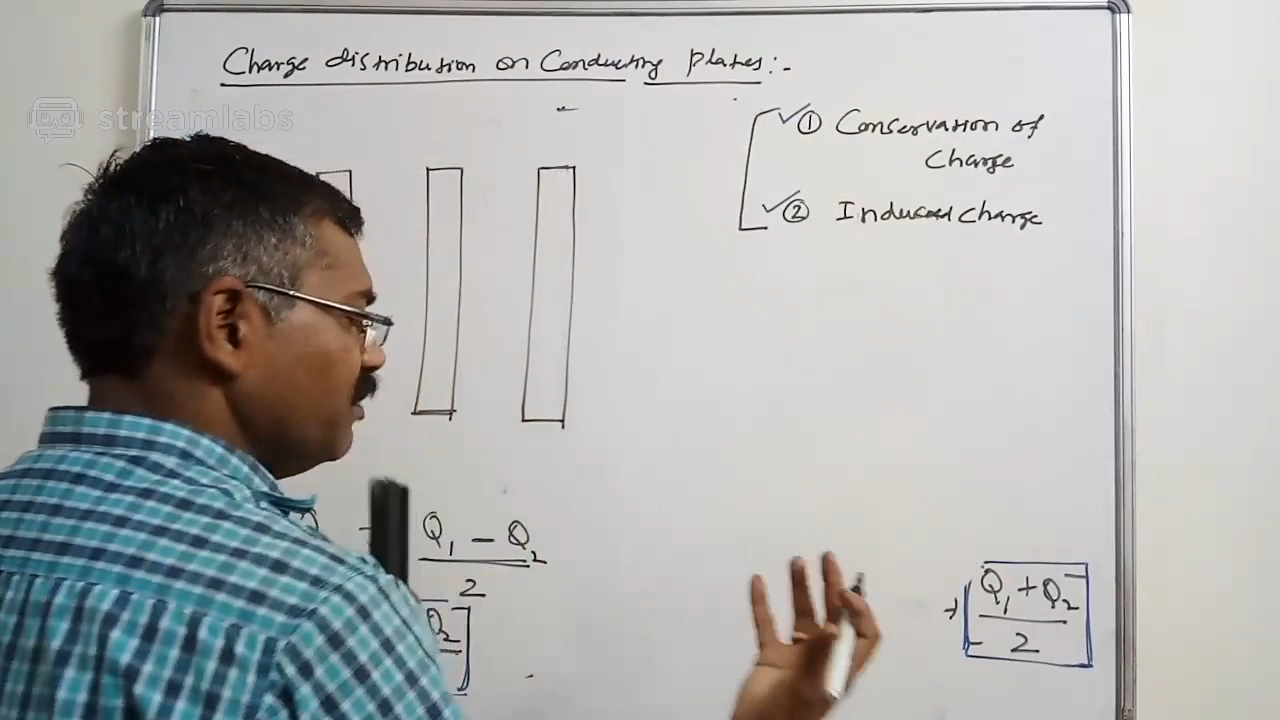 Charge distribution on Conducting Plates:-
streamlabs
① Conservation of
Charge
② Induced Charge
Q₁ - Q₂
2
Q₂
Q₁ + Q₂
2